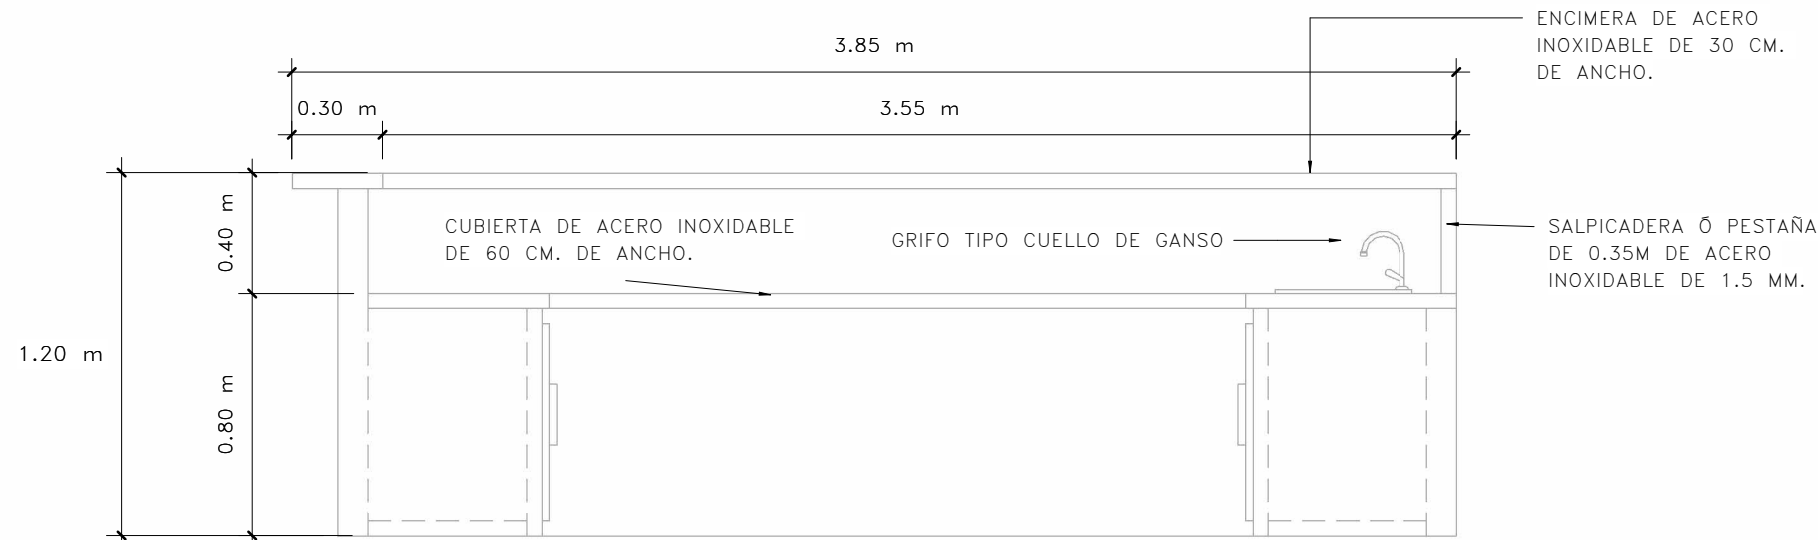 ENCIMERA DE ACERO
INOXIDABLE DE 30 CM.
DE ANCHO.
3.85 m
0.30 m
3.55 m
0.40 m
CUBIERTA DE ACERO INOXIDABLE
DE 60 CM. DE ANCHO.
GRIFO TIPO CUELLO DE GANSO
SALPICADERA Ó PESTAÑA
DE 0.35M DE ACERO
INOXIDABLE DE 1.5 MM.
1.20 m
0.80 m